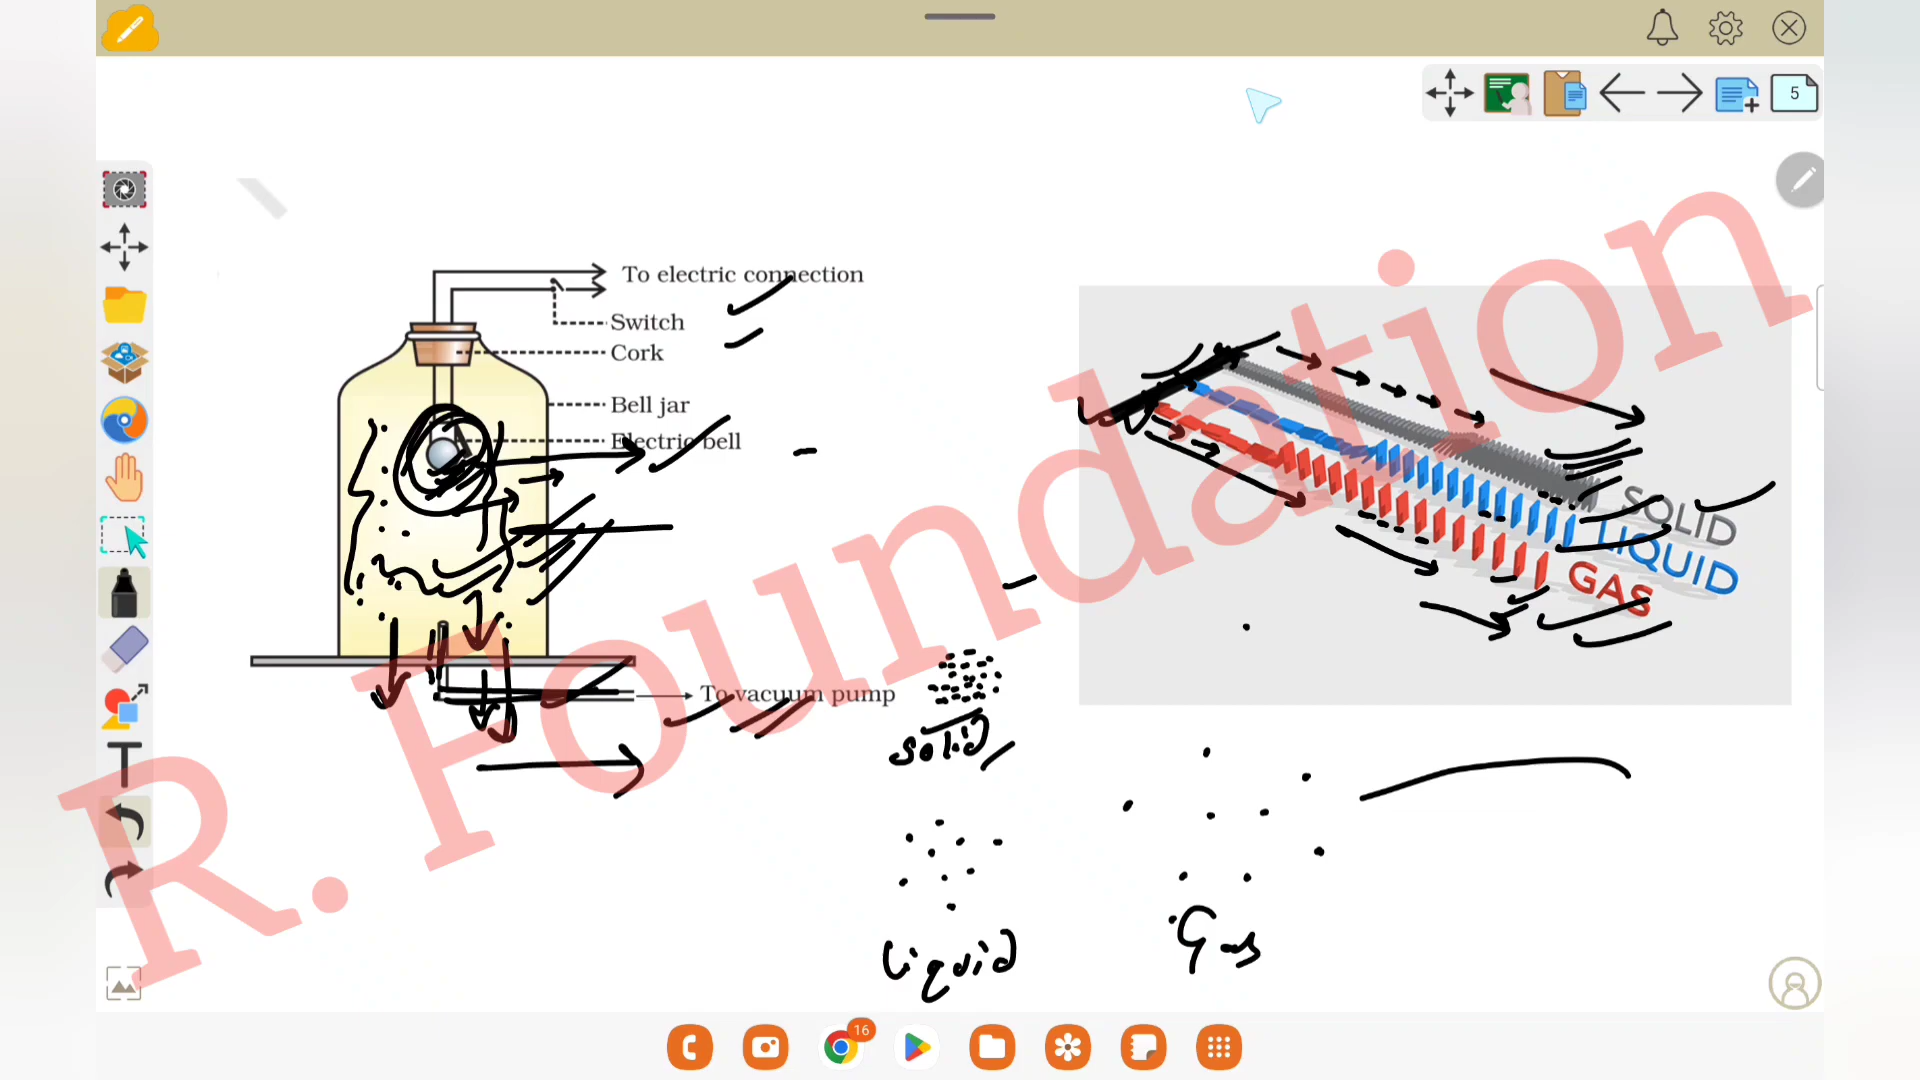 5
To electric connection
Switch
Cork
Bell jar
Electric bell
To vacuum pump
SOLID
LIQUID
GAS
solid
Liquid
Gas
R. Foundation
16